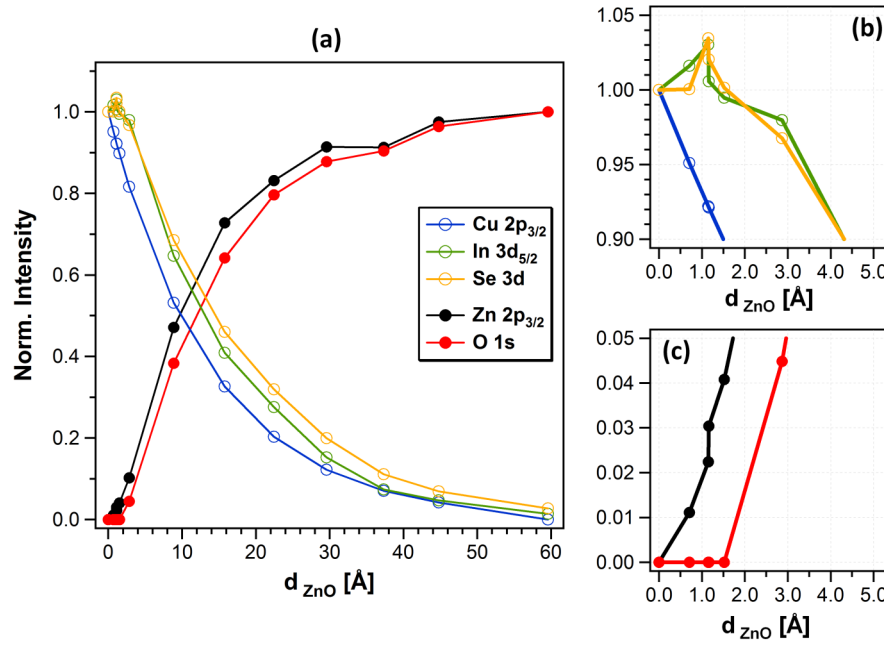 (a)
Norm. Intensity
1.0
0.8
0.6
0.4
0.2
0.0
0 10 20 30 40 50 60
d ZnO [Å]
Cu 2p3/2
In 3d5/2
Se 3d
Zn 2p3/2
O 1s
(b)
1.05
1.00
0.95
0.90
0.0 1.0 2.0 3.0 4.0 5.0
d ZnO [Å]
(c)
0.05
0.04
0.03
0.02
0.01
0.00
0.0 1.0 2.0 3.0 4.0 5.0
d ZnO [Å]